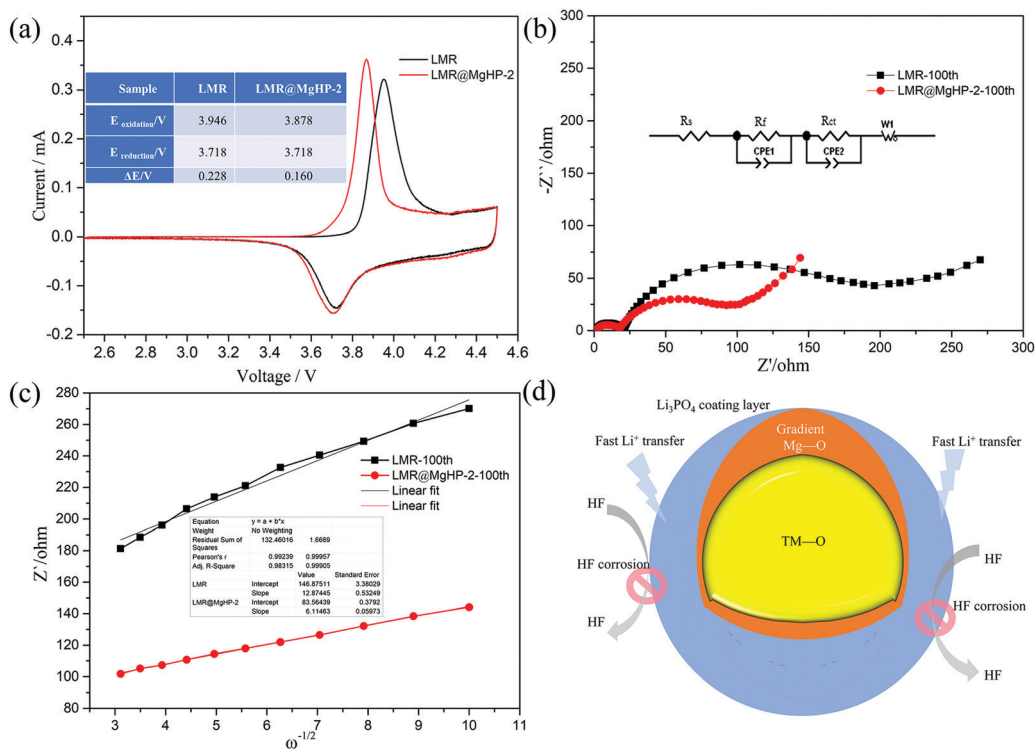 (a)
LMR
LMR@MgHP-2
Sample LMR LMR@MgHP-2
E oxidation/V 3.946 3.878
E reduction/V 3.718 3.718
ΔE/V 0.228 0.160
0.4
0.3
0.2
0.1
0.0
-0.1
-0.2
Current / mA
2.6 2.8 3.0 3.2 3.4 3.6 3.8 4.0 4.2 4.4 4.6
Voltage / V
(b)
LMR-100th
LMR@MgHP-2-100th
Rs Rf Rct W1
CPE1 CPE2
300
250
200
150
100
50
0
-Z``/ohm
0 50 100 150 200 250 300
Z'/ohm
(c)
LMR-100th
LMR@MgHP-2-100th
Linear fit
Linear fit
Equation y = a + b*x
Weight No Weighting
Residual Sum of Squares 132.46016 1.6669
Pearson's r 0.99239 0.99957
Adj. R-Square 0.98315 0.99905
Value Standard Error
LMR Intercept 146.87511 3.38029
Slope 12.87445 0.53249
LMR@MgHP-2 Intercept 83.56439 0.3792
Slope 6.11463 0.05973
280
260
240
220
200
180
160
140
120
100
80
Z`/ohm
3 4 5 6 7 8 9 10 11
ω-1/2
(d)
Li3PO4 coating layer
Gradient
Mg—O
Fast Li+ transfer
Fast Li+ transfer
TM—O
HF
HF corrosion
HF
HF
HF corrosion
HF